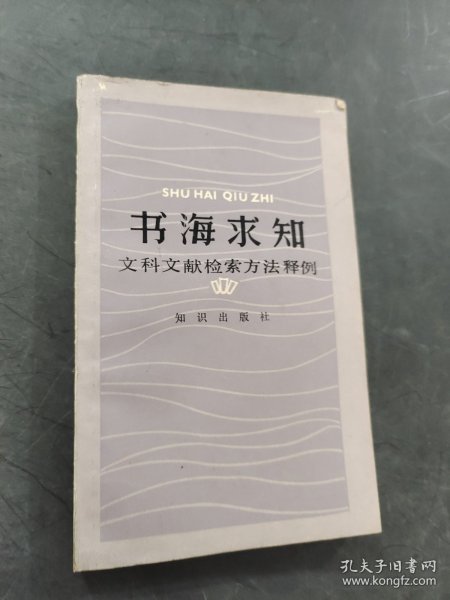 SHU HAI QIU ZHI
书海求知
文科文献检索方法释例
知识出版社
孔夫子旧书网
www.kongfz.com